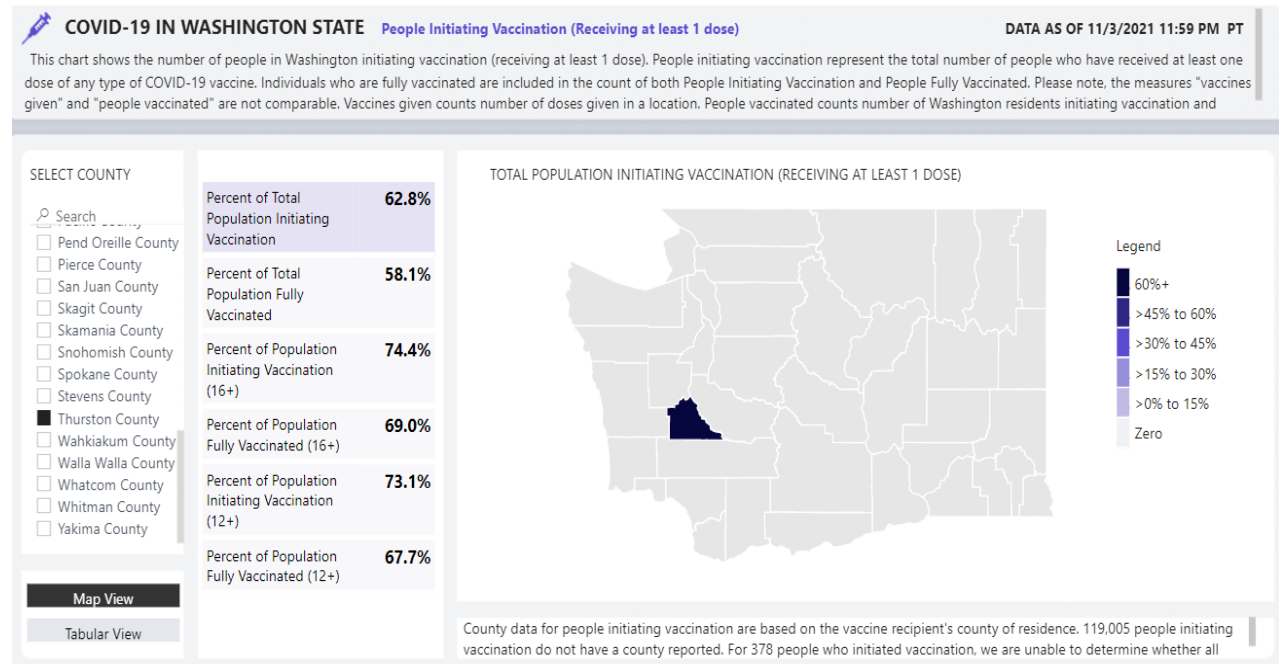 COVID-19 IN WASHINGTON STATE People Initiating Vaccination (Receiving at least 1 dose) DATA AS OF 11/3/2021 11:59 PM PT
This chart shows the number of people in Washington initiating vaccination (receiving at least 1 dose). People initiating vaccination represent the total number of people who have received at least one
dose of any type of COVID-19 vaccine. Individuals who are fully vaccinated are included in the count of both People Initiating Vaccination and People Fully Vaccinated. Please note, the measures "vaccines
given" and "people vaccinated" are not comparable. Vaccines given counts number of doses given in a location. People vaccinated counts number of Washington residents initiating vaccination and
SELECT COUNTY
Search
Pend Oreille County
Pierce County
San Juan County
Skagit County
Skamania County
Snohomish County
Spokane County
Stevens County
Thurston County
Wahkiakum County
Walla Walla County
Whatcom County
Whitman County
Yakima County
Map View
Tabular View
Percent of Total 62.8%
Population Initiating
Vaccination
Percent of Total 58.1%
Population Fully
Vaccinated
Percent of Population 74.4%
Initiating Vaccination
(16+)
Percent of Population 69.0%
Fully Vaccinated (16+)
Percent of Population 73.1%
Initiating Vaccination
(12+)
Percent of Population 67.7%
Fully Vaccinated (12+)
TOTAL POPULATION INITIATING VACCINATION (RECEIVING AT LEAST 1 DOSE)
Legend
60%+
>45% to 60%
>30% to 45%
>15% to 30%
>0% to 15%
Zero
County data for people initiating vaccination are based on the vaccine recipient's county of residence. 119,005 people initiating
vaccination do not have a county reported. For 378 people who initiated vaccination, we are unable to determine whether all